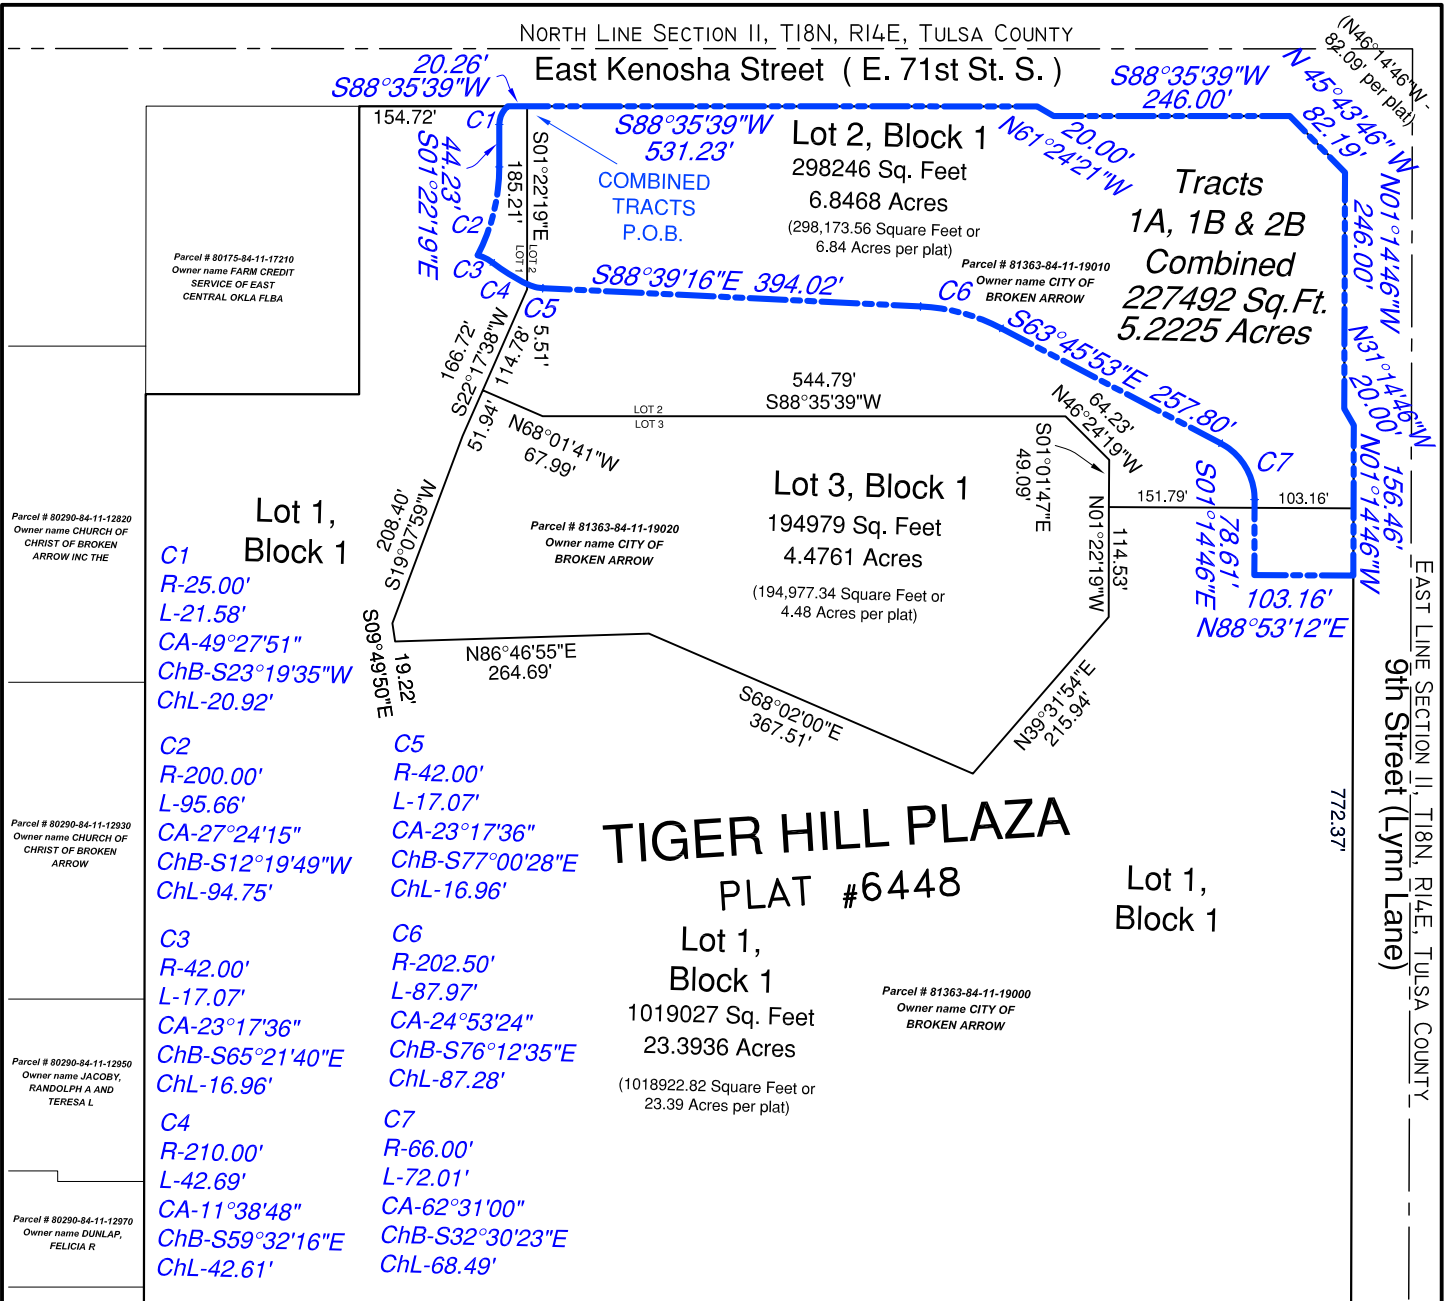 NORTH LINE SECTION 11, T18N, R14E, TULSA COUNTY
East Kenosha Street ( E. 71st St. S. )
20.26'
S88°35'39"W
154.72'
C1
44.23'
S01°22'19"E
C2
C3
C4
C5
185.21'
S01°22'19"E
LOT 1
LOT 2
S88°35'39"W
531.23'
COMBINED
TRACTS
P.O.B.
Lot 2, Block 1
298246 Sq. Feet
6.8468 Acres
(298,173.56 Square Feet or
6.84 Acres per plat)
N61°24'21"W
20.00'
S88°35'39"W
246.00'
N 45°43'46" W
82.19'
(N46°14'46"W -
82.09' per plat)
Tracts
1A, 1B & 2B
Combined
227492 Sq.Ft.
5.2225 Acres
N01°14'46"W
246.00'
N31°14'46"W
20.00'
156.46'
N01°14'46"W
Parcel # 81363-84-11-19010
Owner name CITY OF
BROKEN ARROW
S88°39'16"E 394.02'
C6
S63°45'53"E 257.80'
C7
Parcel # 80175-84-11-17210
Owner name FARM CREDIT
SERVICE OF EAST
CENTRAL OKLA FLBA
166.72'
S22°17'38"W
114.78'
5.51'
51.94'
N68°01'41"W
67.99'
544.79'
S88°35'39"W
LOT 2
LOT 3
64.23'
N46°24'19"W
S01°01'47"E
49.09'
N01°22'19"W
114.53'
151.79'
103.16'
S01°14'46"E
78.61'
103.16'
N88°53'12"E
Lot 3, Block 1
194979 Sq. Feet
4.4761 Acres
(194,977.34 Square Feet or
4.48 Acres per plat)
Parcel # 81363-84-11-19020
Owner name CITY OF
BROKEN ARROW
208.40'
S19°07'59"W
S09°49'50"E
19.22'
N86°46'55"E
264.69'
S68°02'00"E
367.51'
N39°31'54"E
215.94'
Lot 1,
Block 1
Parcel # 80290-84-11-12820
Owner name CHURCH OF
CHRIST OF BROKEN
ARROW INC THE
Parcel # 80290-84-11-12930
Owner name CHURCH OF
CHRIST OF BROKEN
ARROW
Parcel # 80290-84-11-12950
Owner name JACOBY,
RANDOLPH A AND
TERESA L
Parcel # 80290-84-11-12970
Owner name DUNLAP,
FELICIA R
C1
R-25.00'
L-21.58'
CA-49°27'51"
ChB-S23°19'35"W
ChL-20.92'
C2
R-200.00'
L-95.66'
CA-27°24'15"
ChB-S12°19'49"W
ChL-94.75'
C3
R-42.00'
L-17.07'
CA-23°17'36"
ChB-S65°21'40"E
ChL-16.96'
C4
R-210.00'
L-42.69'
CA-11°38'48"
ChB-S59°32'16"E
ChL-42.61'
C5
R-42.00'
L-17.07'
CA-23°17'36"
ChB-S77°00'28"E
ChL-16.96'
C6
R-202.50'
L-87.97'
CA-24°53'24"
ChB-S76°12'35"E
ChL-87.28'
C7
R-66.00'
L-72.01'
CA-62°31'00"
ChB-S32°30'23"E
ChL-68.49'
TIGER HILL PLAZA
PLAT #6448
Lot 1,
Block 1
1019027 Sq. Feet
23.3936 Acres
(1018922.82 Square Feet or
23.39 Acres per plat)
Parcel # 81363-84-11-19000
Owner name CITY OF
BROKEN ARROW
Lot 1,
Block 1
772.37'
9th Street (Lynn Lane)
EAST LINE SECTION 11, T18N, R14E, TULSA COUNTY